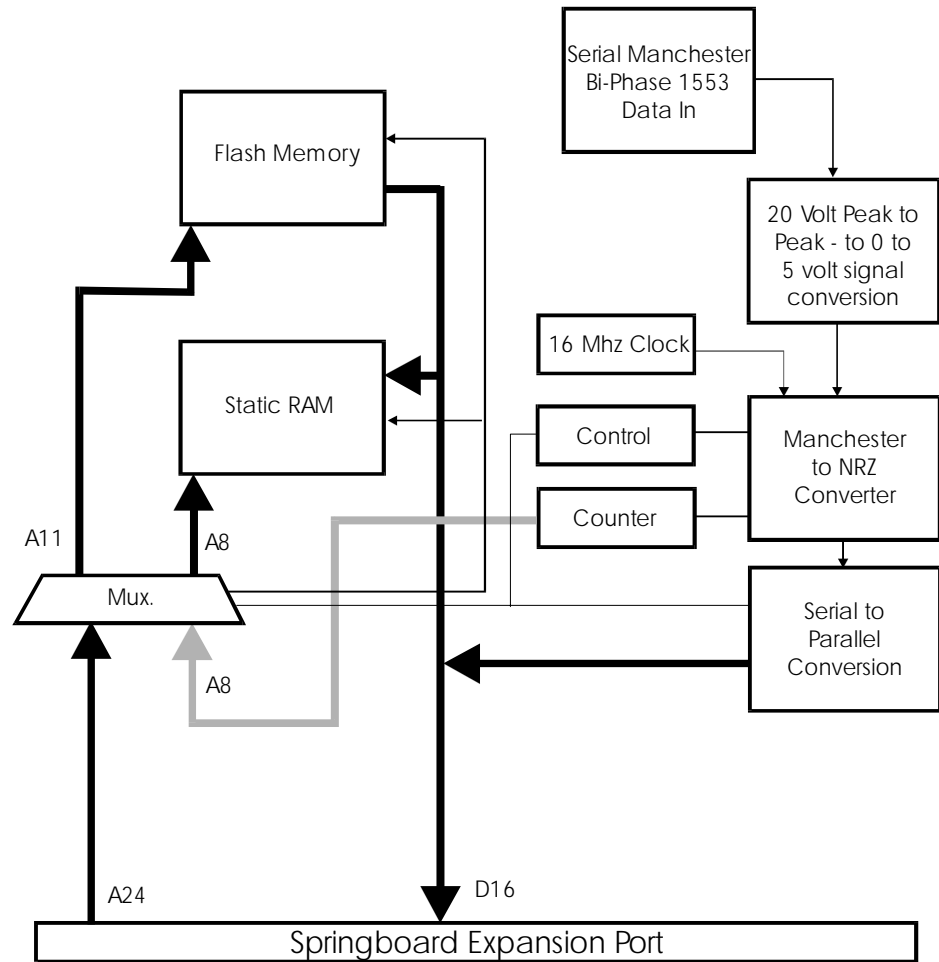 Serial Manchester
Bi-Phase 1553
Data In
Flash Memory
20 Volt Peak to
Peak - to 0 to
5 volt signal
conversion
16 Mhz Clock
Static RAM
Control
Manchester
to NRZ
Converter
Counter
A11
A8
Mux.
Serial to
Parallel
Conversion
A8
A24
D16
Springboard Expansion Port